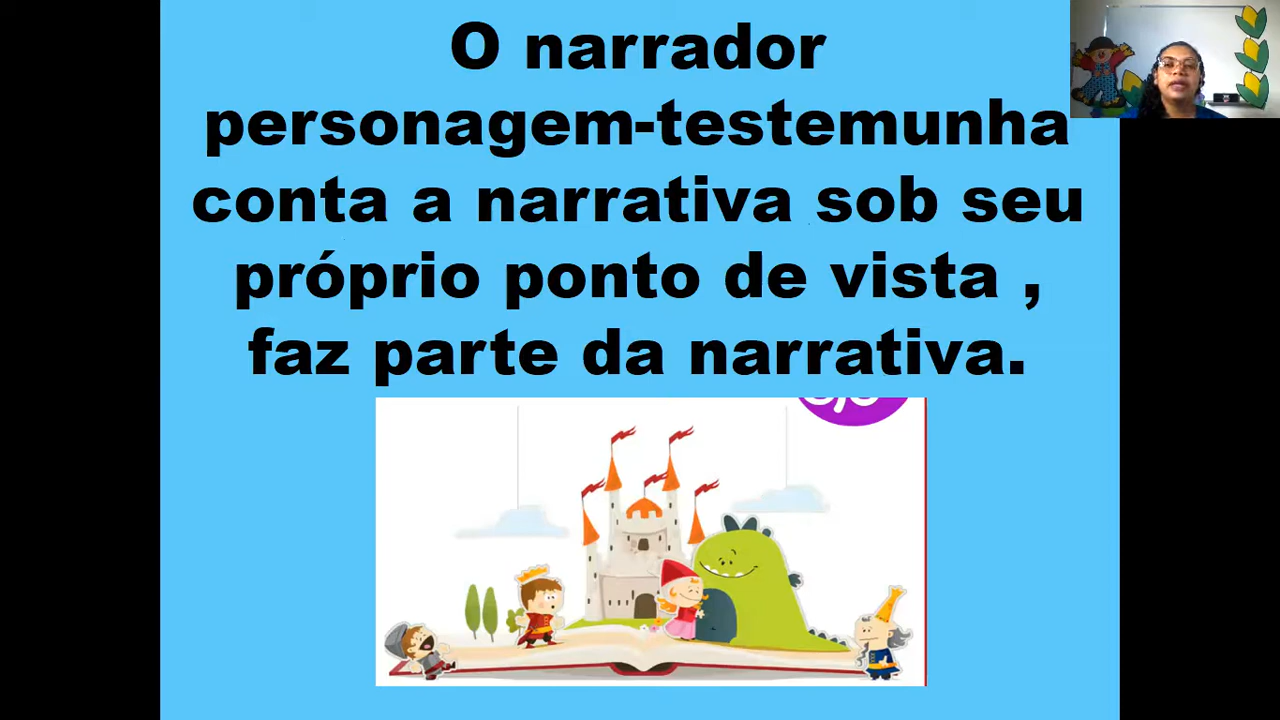 O narrador
personagem-testemunha
conta a narrativa sob seu
próprio ponto de vista ,
faz parte da narrativa.